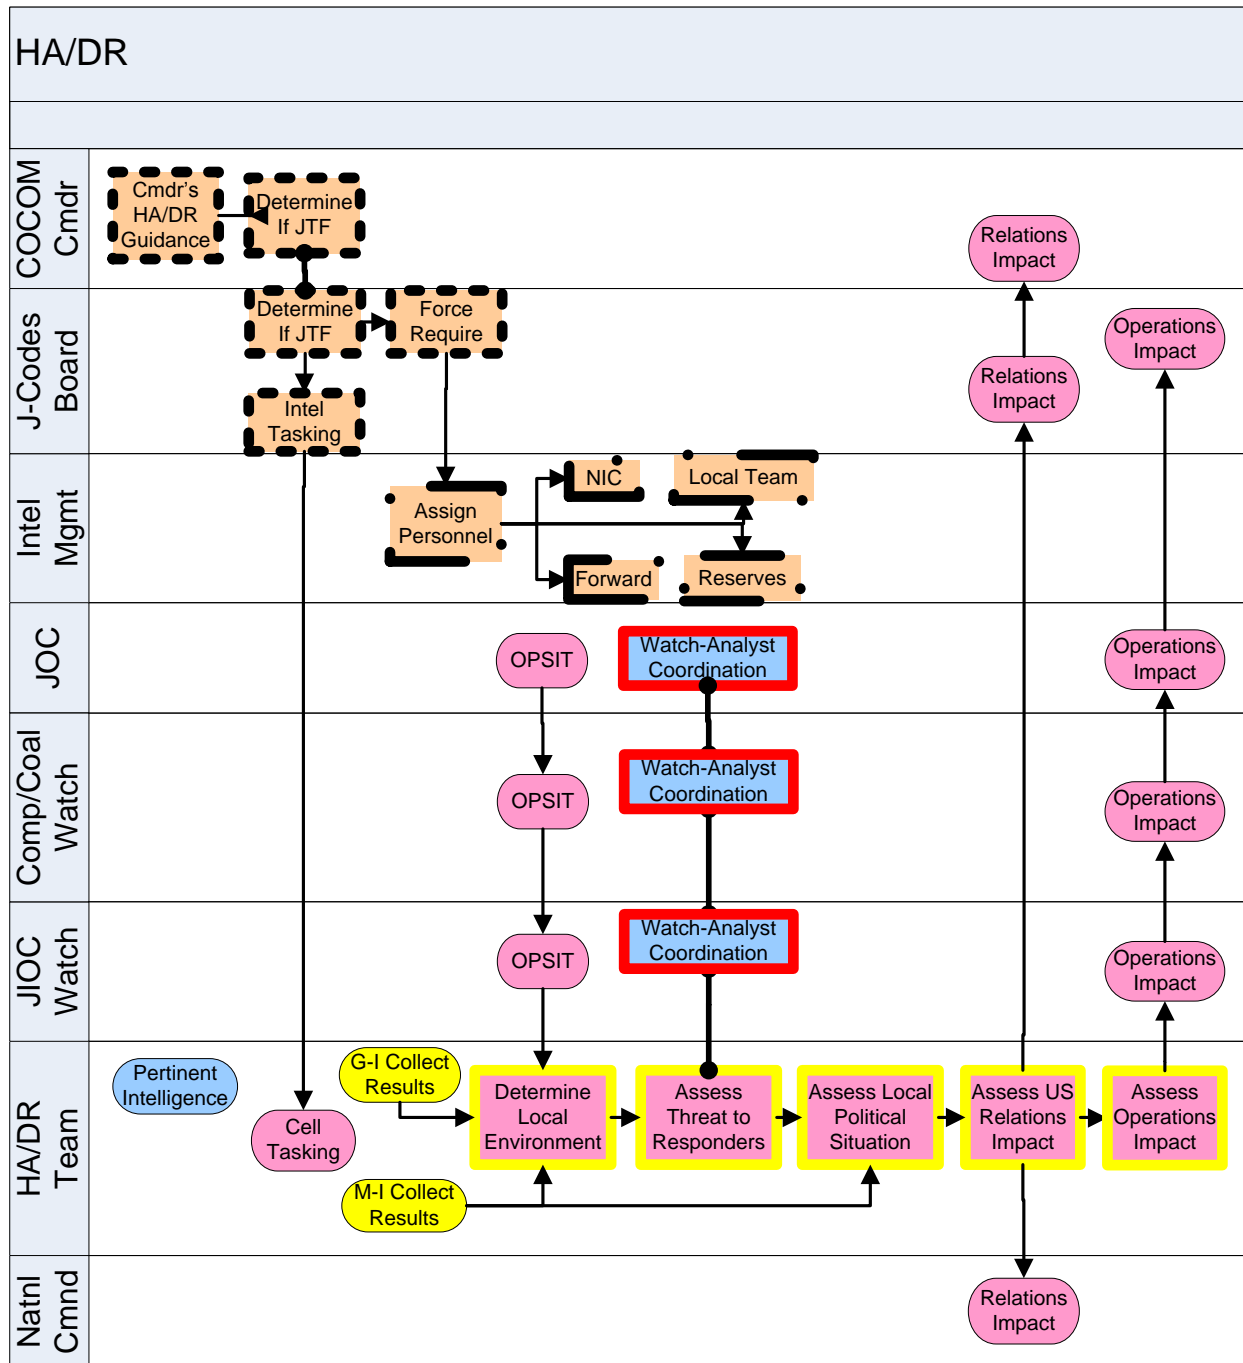 HA/DR
COCOM
Cmdr
Cmdr's
HA/DR
Guidance
Determine
If JTF
Relations
Impact
J-Codes
Board
Determine
If JTF
Force
Require
Intel
Tasking
Relations
Impact
Operations
Impact
Intel
Mgmt
Assign
Personnel
NIC
Local Team
Forward
Reserves
JOC
OPSIT
Watch-Analyst
Coordination
Operations
Impact
Comp/Coal
Watch
OPSIT
Watch-Analyst
Coordination
Operations
Impact
JIOC
Watch
OPSIT
Watch-Analyst
Coordination
Operations
Impact
HA/DR
Team
Pertinent
Intelligence
Cell
Tasking
G-I Collect
Results
M-I Collect
Results
Determine
Local
Environment
Assess
Threat to
Responders
Assess Local
Political
Situation
Assess US
Relations
Impact
Assess
Operations
Impact
Natnl
Cmnd
Relations
Impact